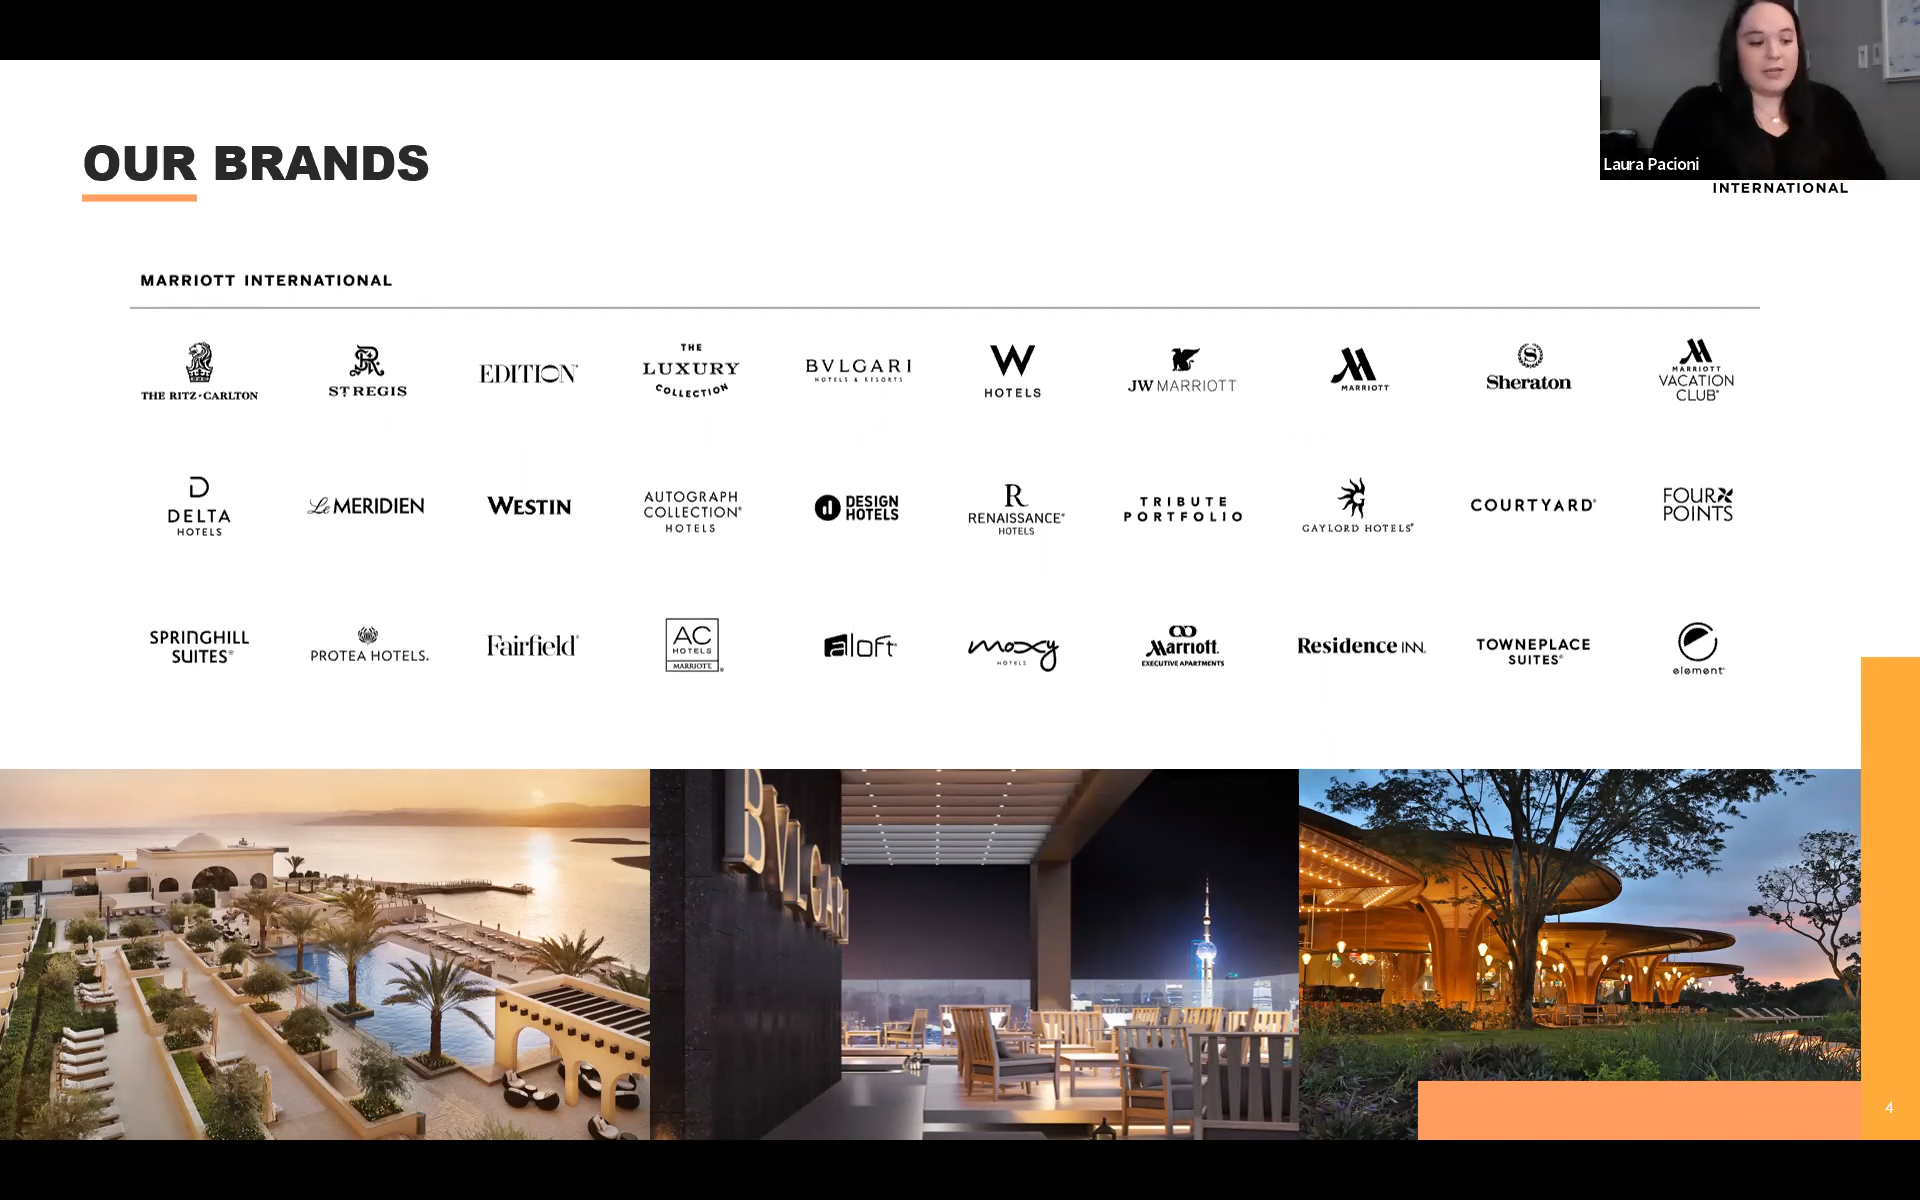 Laura Pacioni
INTERNATIONAL
OUR BRANDS
MARRIOTT INTERNATIONAL
THE RITZ-CARLTON
ST REGIS
EDITION®
THE
LUXURY
COLLECTION
BVLGARI
HOTELS & RESORTS
W
HOTELS
JW MARRIOTT
MARRIOTT
S
Sheraton
MARRIOTT
VACATION
CLUB®
D
DELTA
HOTELS
Le MERIDIEN
WESTIN
AUTOGRAPH
COLLECTION®
HOTELS
DESIGN
HOTELS
R
RENAISSANCE®
HOTELS
TRIBUTE
PORTFOLIO
G
GAYLORD HOTELS®
COURTYARD®
FOUR
POINTS
SPRINGHILL
SUITES®
PROTEA HOTELS.
Fairfield®
AC
HOTELS
MARRIOTT®
aloft®
moxy
HOTELS
Marriott.
EXECUTIVE APARTMENTS
Residence INN.
TOWNEPLACE
SUITES®
element®
BVLGARI
4